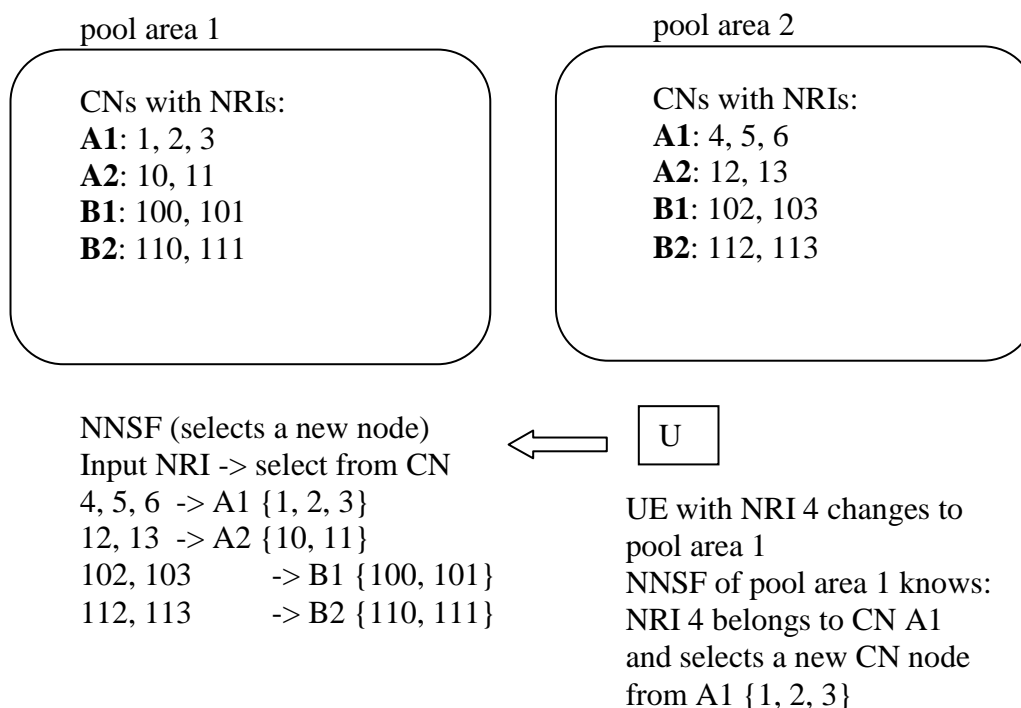 pool area 1
CNs with NRIs:
A1: 1, 2, 3
A2: 10, 11
B1: 100, 101
B2: 110, 111
pool area 2
CNs with NRIs:
A1: 4, 5, 6
A2: 12, 13
B1: 102, 103
B2: 112, 113
NNSF (selects a new node)
Input NRI -> select from CN
4, 5, 6 -> A1 {1, 2, 3}
12, 13 -> A2 {10, 11}
102, 103 -> B1 {100, 101}
112, 113 -> B2 {110, 111}
U
UE with NRI 4 changes to
pool area 1
NNSF of pool area 1 knows:
NRI 4 belongs to CN A1
and selects a new CN node
from A1 {1, 2, 3}